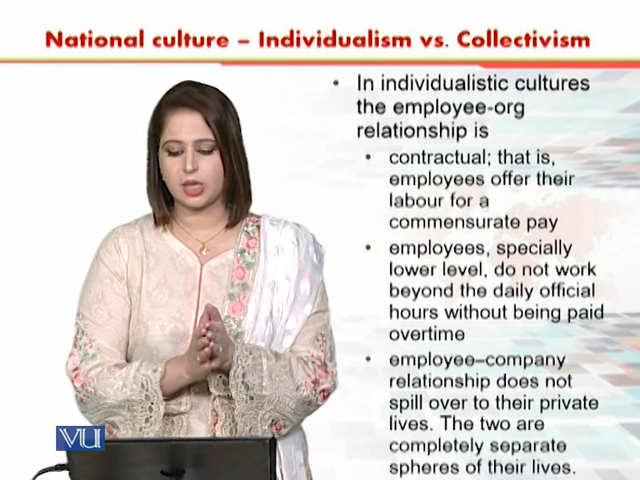 National culture – Individualism vs. Collectivism
• In individualistic cultures
the employee-org
relationship is
• contractual; that is,
employees offer their
labour for a
commensurate pay
• employees, specially
lower level, do not work
beyond the daily official
hours without being paid
overtime
• employee–company
relationship does not
spill over to their private
lives. The two are
completely separate
spheres of their lives.
VU